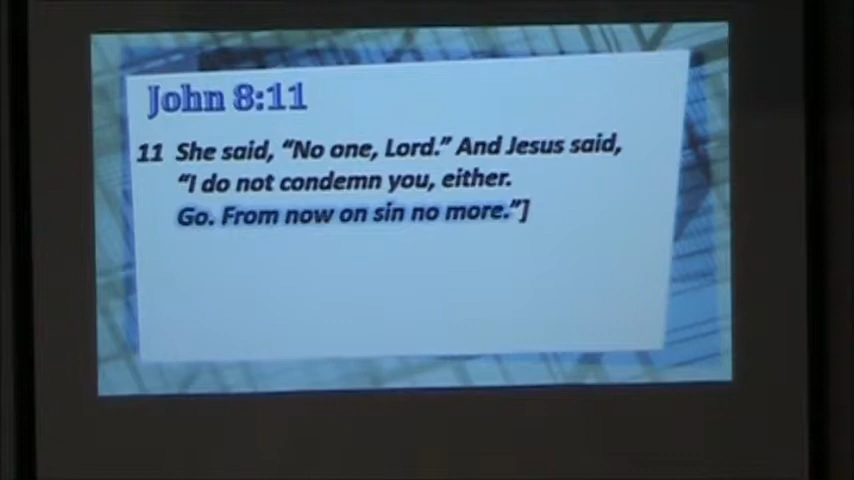 John 8:11
11 She said, “No one, Lord.” And Jesus said,
“I do not condemn you, either.
Go. From now on sin no more.”]